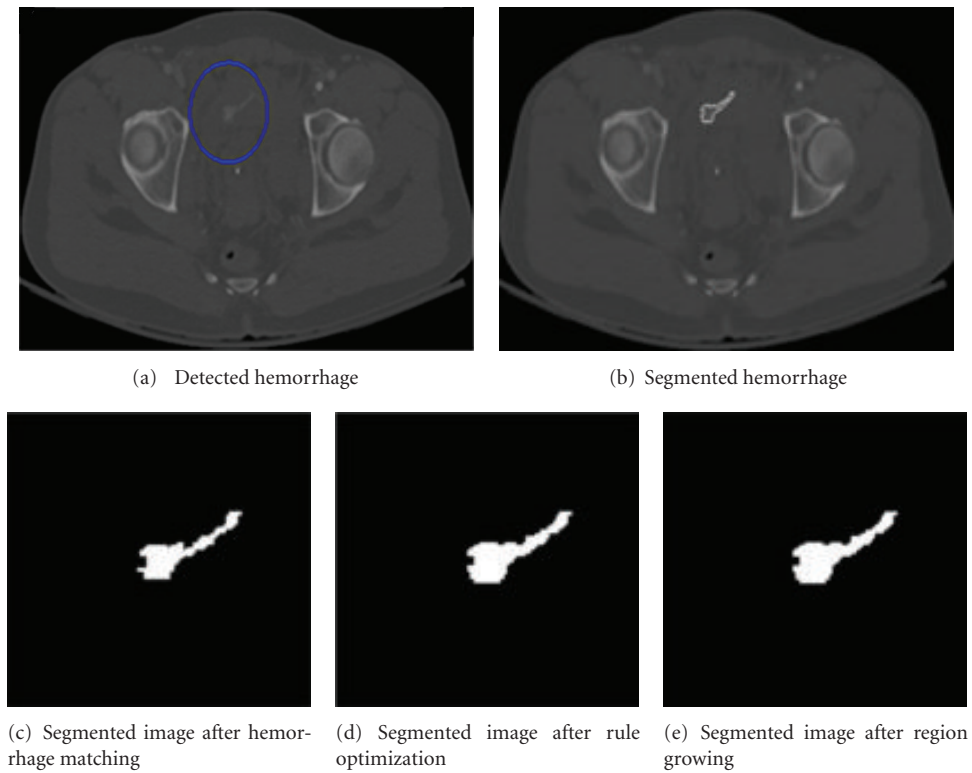 (a) Detected hemorrhage
(b) Segmented hemorrhage
(c) Segmented image after hemor-
rhage matching
(d) Segmented image after rule
optimization
(e) Segmented image after region
growing